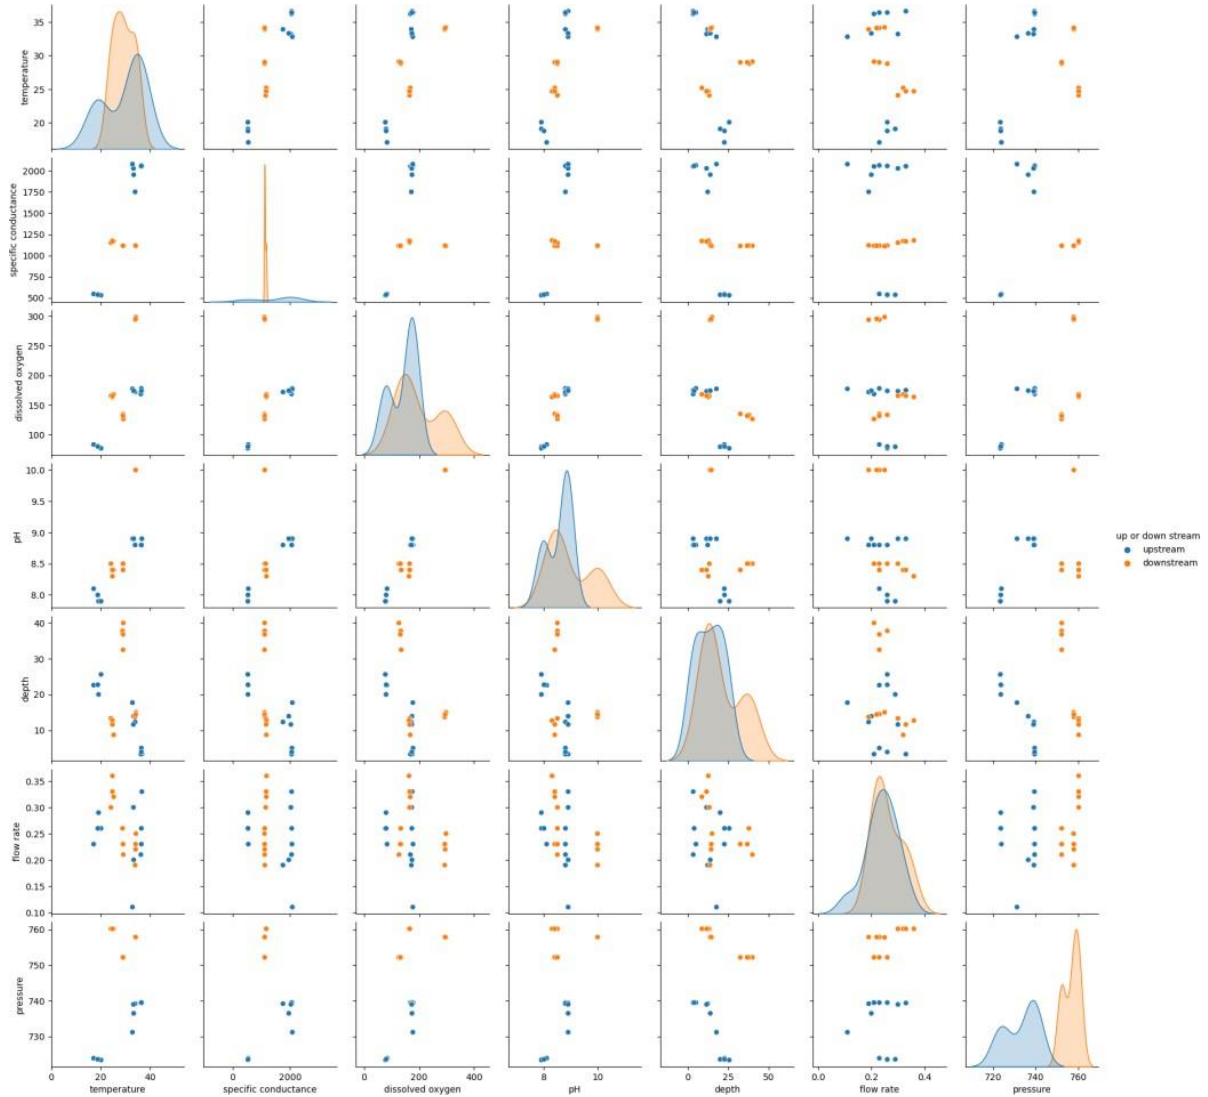 35
30
25
20
temperature
2000
1750
1500
1250
1000
750
500
specific conductance
300
250
200
150
100
dissolved oxygen
10.0
9.5
9.0
8.5
8.0
pH
up or down stream
upstream
downstream
40
30
20
10
depth
0.35
0.30
0.25
0.20
0.15
0.10
flow rate
760
750
740
730
pressure
0 20 40 0 2000 0 200 400 8 10 0 25 50 0.0 0.2 0.4 720 740 760
temperature specific conductance dissolved oxygen pH depth flow rate pressure